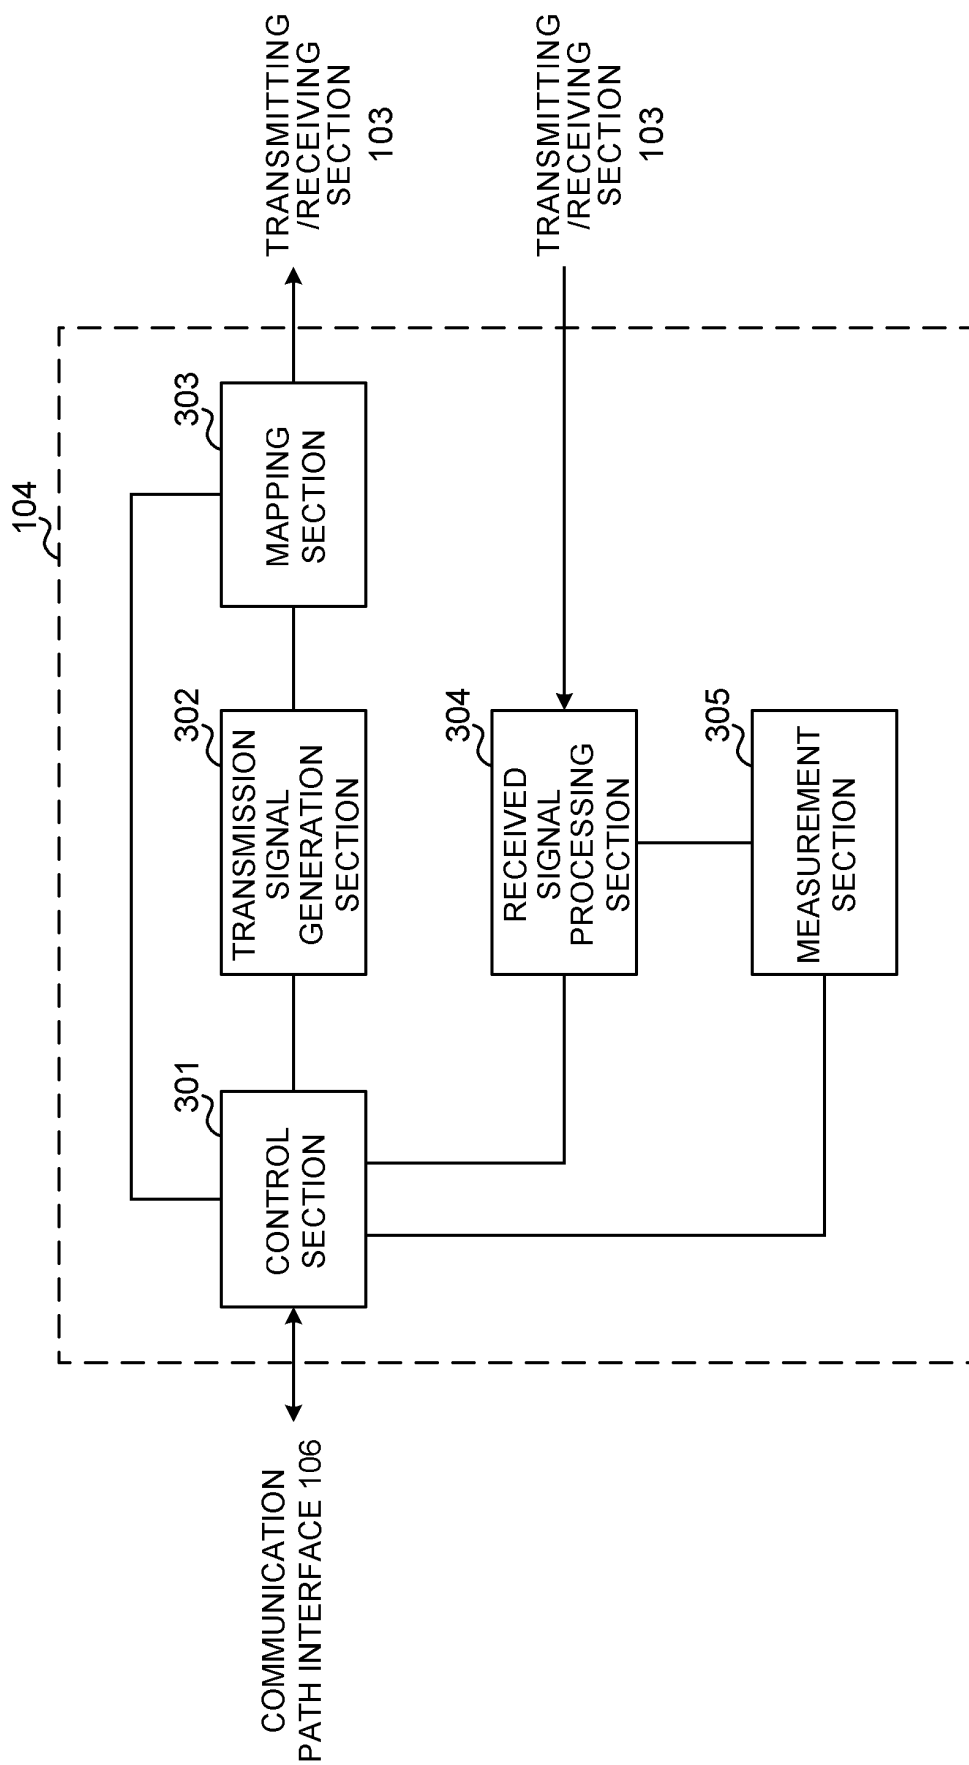 104
COMMUNICATION
PATH INTERFACE 106
301
CONTROL
SECTION
302
TRANSMISSION
SIGNAL
GENERATION
SECTION
303
MAPPING
SECTION
TRANSMITTING
/RECEIVING
SECTION
103
304
RECEIVED
SIGNAL
PROCESSING
SECTION
TRANSMITTING
/RECEIVING
SECTION
103
305
MEASUREMENT
SECTION